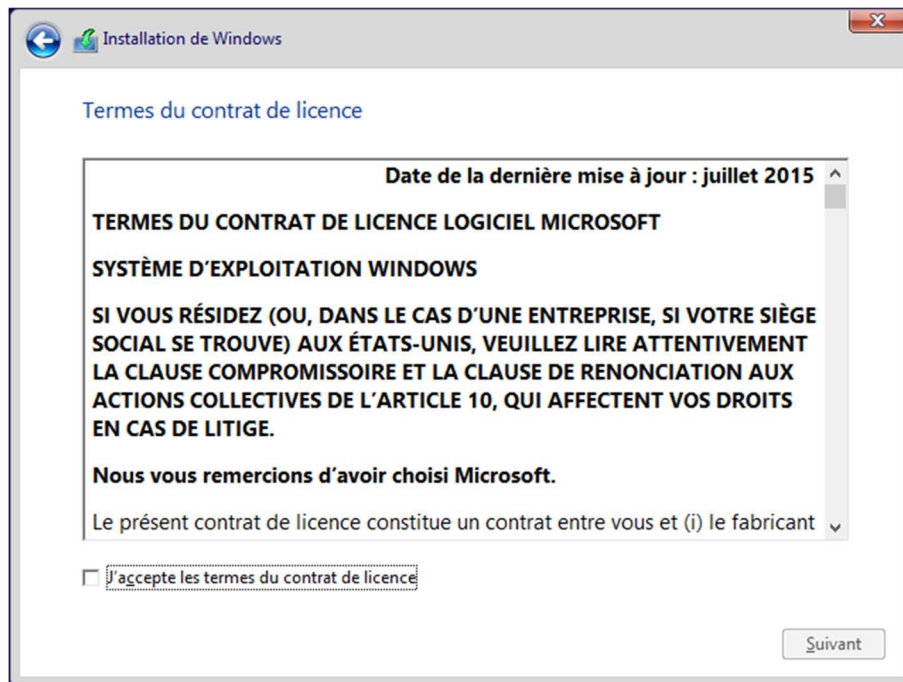 Installation de Windows
Termes du contrat de licence
Date de la dernière mise à jour : juillet 2015
TERMES DU CONTRAT DE LICENCE LOGICIEL MICROSOFT
SYSTÈME D’EXPLOITATION WINDOWS
SI VOUS RÉSIDEZ (OU, DANS LE CAS D’UNE ENTREPRISE, SI VOTRE SIÈGE
SOCIAL SE TROUVE) AUX ÉTATS-UNIS, VEUILLEZ LIRE ATTENTIVEMENT
LA CLAUSE COMPROMISSOIRE ET LA CLAUSE DE RENONCIATION AUX
ACTIONS COLLECTIVES DE L’ARTICLE 10, QUI AFFECTENT VOS DROITS
EN CAS DE LITIGE.
Nous vous remercions d’avoir choisi Microsoft.
Le présent contrat de licence constitue un contrat entre vous et (i) le fabricant
J'accepte les termes du contrat de licence
Suivant